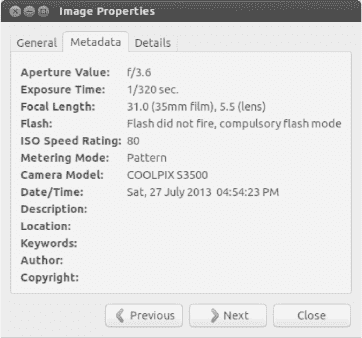 Image Properties
General Metadata Details
Aperture Value: f/3.6
Exposure Time: 1/320 sec.
Focal Length: 31.0 (35mm film), 5.5 (lens)
Flash: Flash did not fire, compulsory flash mode
ISO Speed Rating: 80
Metering Mode: Pattern
Camera Model: COOLPIX S3500
Date/Time: Sat, 27 July 2013 04:54:23 PM
Description:
Location:
Keywords:
Author:
Copyright:
Previous Next Close